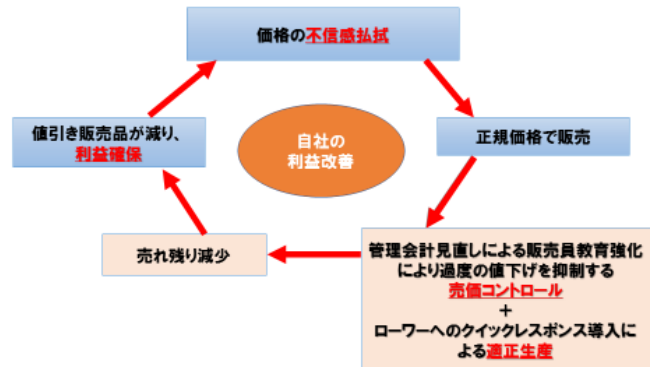 価格の不信感払拭
正規価格で販売
管理会計見直しによる販売員教育強化
により過度の値下げを抑制する
売価コントロール
+
ローワーへのクイックレスポンス導入に
よる適正生産
売れ残り減少
値引き販売品が減り、
利益確保
自社の
利益改善